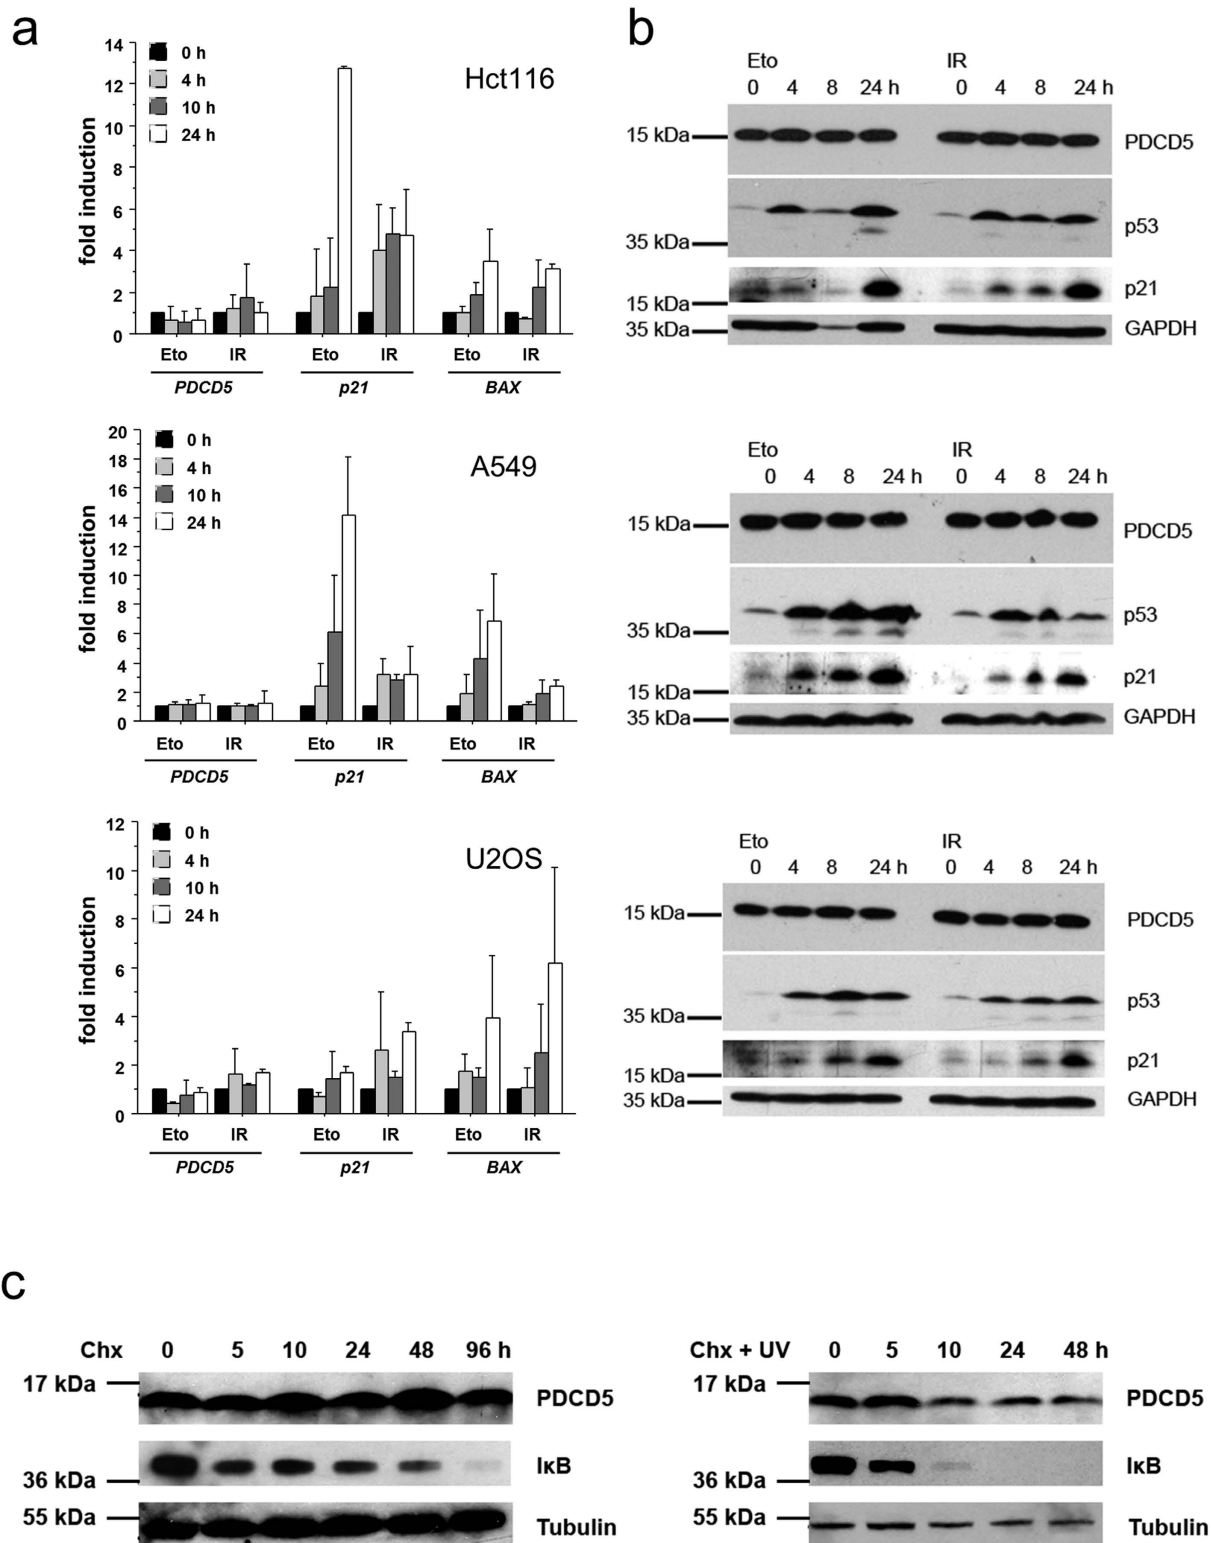 a
14
12
10
8
6
4
2
0
fold induction
0 h
4 h
10 h
24 h
Hct116
Eto IR Eto IR Eto IR
PDCD5 p21 BAX
20
18
16
14
12
10
8
6
4
2
0
fold induction
0 h
4 h
10 h
24 h
A549
Eto IR Eto IR Eto IR
PDCD5 p21 BAX
12
10
8
6
4
2
0
fold induction
0 h
4 h
10 h
24 h
U2OS
Eto IR Eto IR Eto IR
PDCD5 p21 BAX
b
Eto IR
0 4 8 24 h 0 4 8 24 h
15 kDa PDCD5
p53
35 kDa
p21
15 kDa
35 kDa GAPDH
Eto IR
0 4 8 24 h 0 4 8 24 h
15 kDa PDCD5
p53
35 kDa
p21
15 kDa
35 kDa GAPDH
Eto IR
0 4 8 24 h 0 4 8 24 h
15 kDa PDCD5
p53
35 kDa
p21
15 kDa
35 kDa GAPDH
c
Chx 0 5 10 24 48 96 h
17 kDa
PDCD5
IκB
36 kDa
55 kDa
Tubulin
Chx + UV 0 5 10 24 48 h
17 kDa
PDCD5
IκB
36 kDa
55 kDa
Tubulin